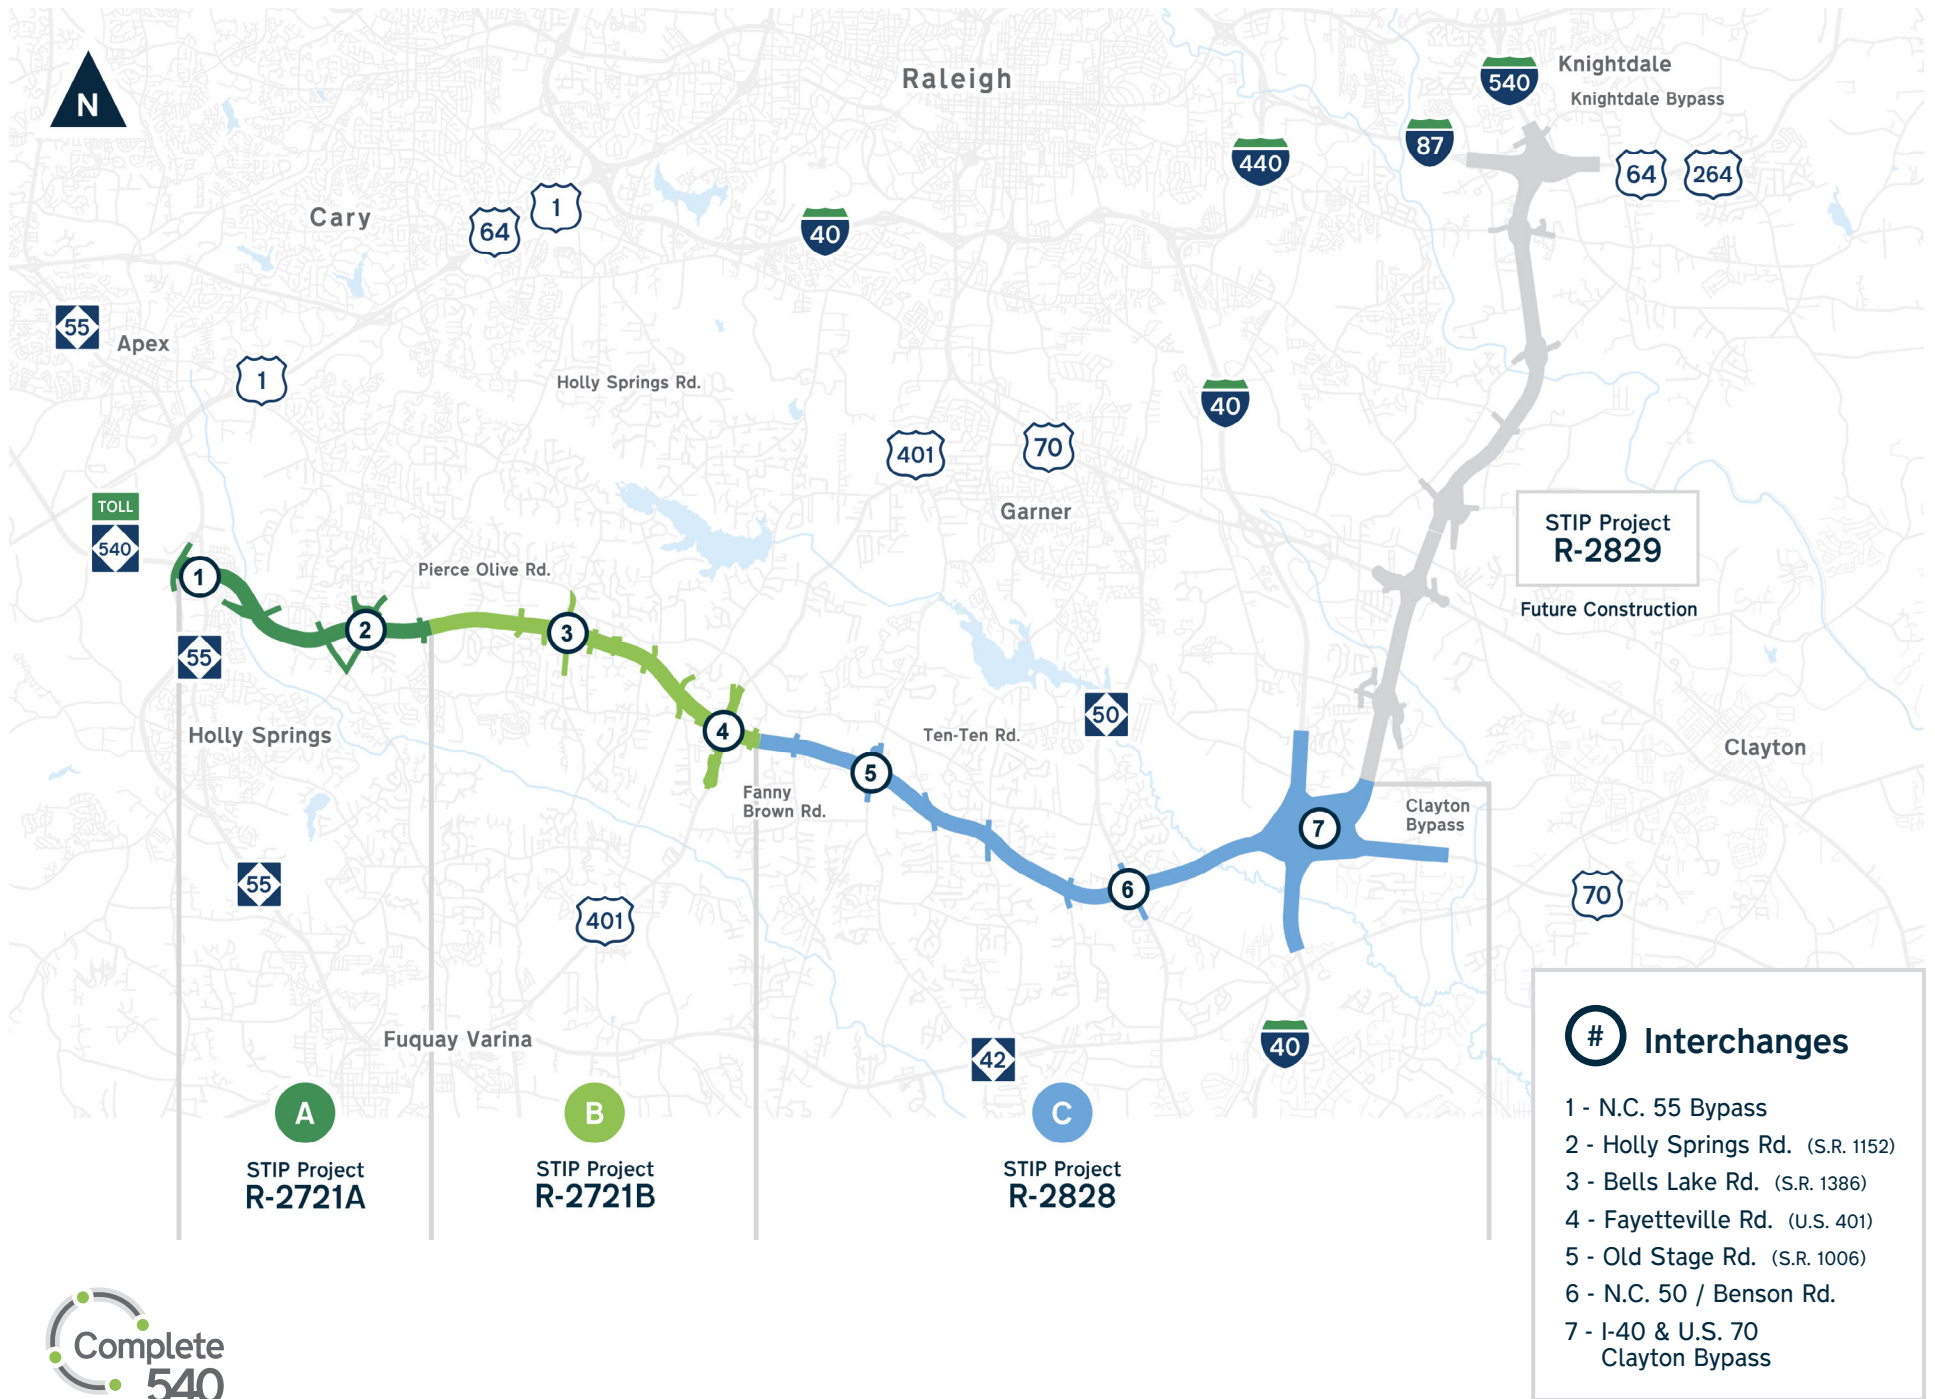 N
Raleigh
Knightdale
Knightdale Bypass
540
87
440
64
264
Cary
64
1
40
55
Apex
1
Holly Springs Rd.
40
401
70
Garner
TOLL
540
STIP Project
R-2829
Future Construction
1
Pierce Olive Rd.
2
3
55
Holly Springs
4
50
Ten-Ten Rd.
5
Clayton
Fanny
Brown Rd.
Clayton
Bypass
7
55
401
6
70
Fuquay Varina
42
40
A
STIP Project
R-2721A
B
STIP Project
R-2721B
C
STIP Project
R-2828
# Interchanges
1 - N.C. 55 Bypass
2 - Holly Springs Rd. (S.R. 1152)
3 - Bells Lake Rd. (S.R. 1386)
4 - Fayetteville Rd. (U.S. 401)
5 - Old Stage Rd. (S.R. 1006)
6 - N.C. 50 / Benson Rd.
7 - I-40 & U.S. 70
Clayton Bypass
Complete
540